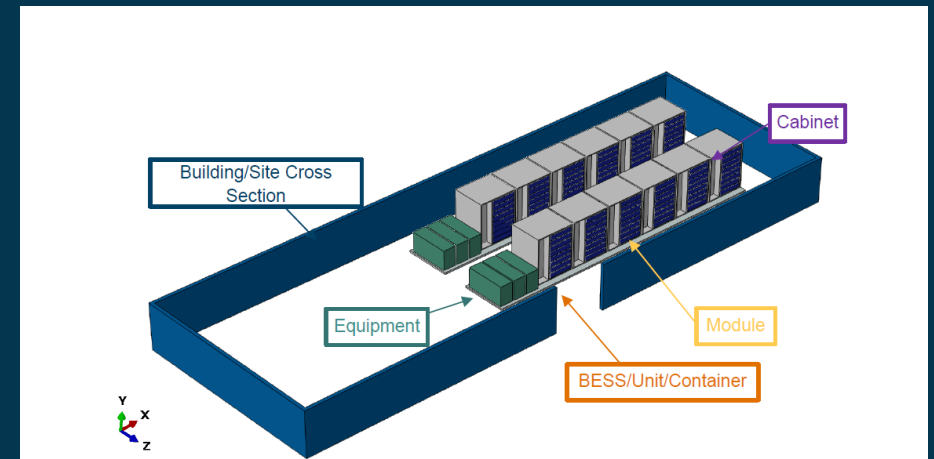 Cabinet
Building/Site Cross
Section
Equipment
Module
BESS/Unit/Container
Y
X
Z